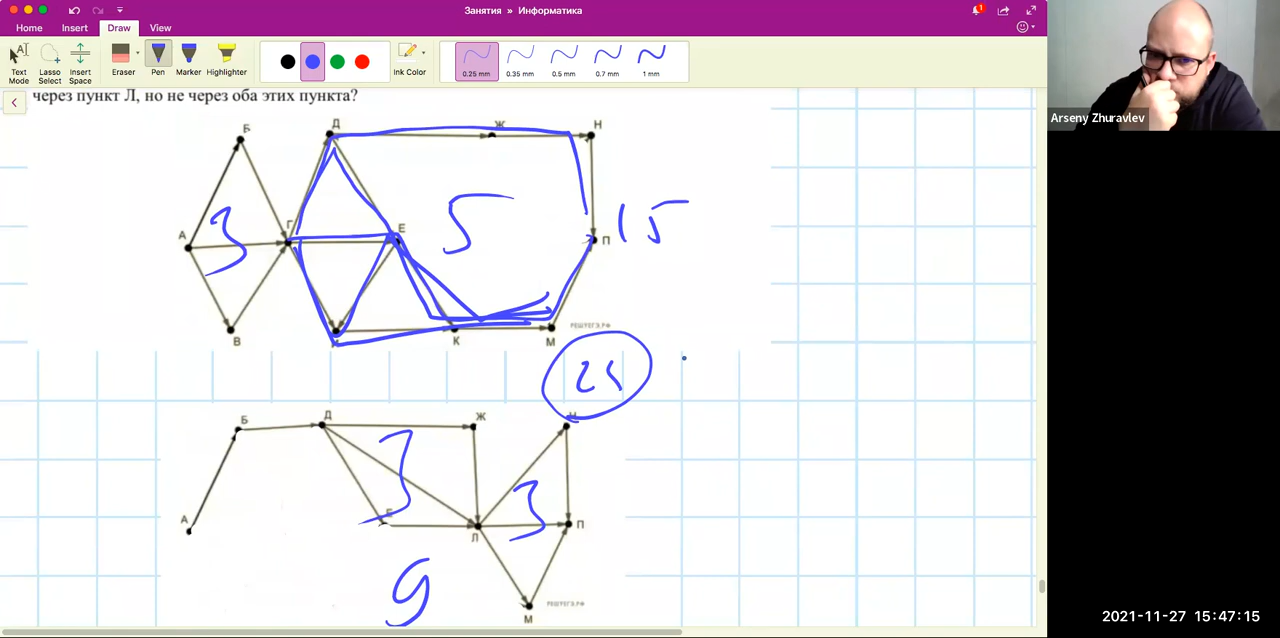 Занятия » Информатика
1
Home Insert Draw View
Text Mode
Lasso Select
Insert Space
Eraser
Pen
Marker
Highlighter
Ink Color
0.25 mm
0.35 mm
0.5 mm
0.7 mm
1 mm
Arseny Zhuravlev
через пункт Л, но не через оба этих пункта?
Б Д Ж Н
А 3 Г Е 5 П 15
В К М
РЕШУЕГЭ.РФ
24
Б Д Ж Н
3
А Е Л 3 П
9
М
РЕШУЕГЭ.РФ
2021-11-27 15:47:15